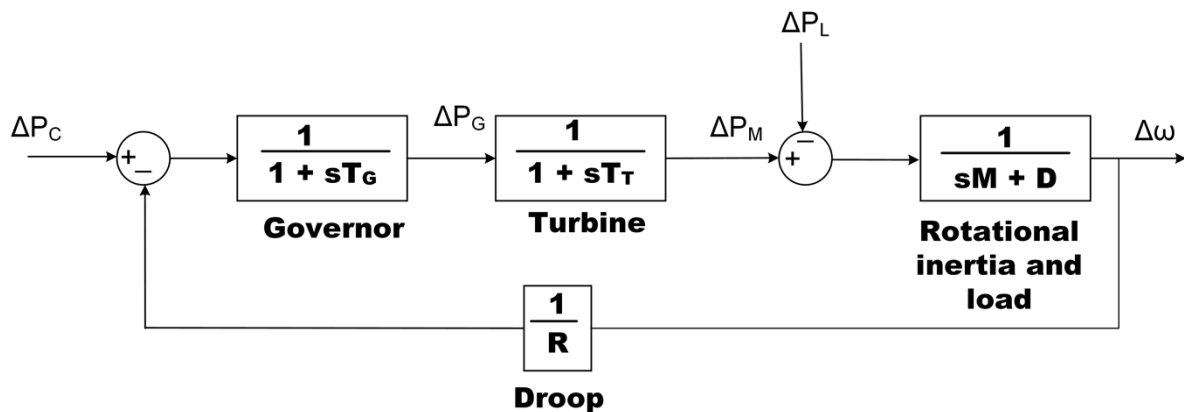 ΔP_L
ΔP_C
+
−
1
1 + sT_G
Governor
ΔP_G
1
1 + sT_T
Turbine
ΔP_M
−
+
1
sM + D
Rotational
inertia and
load
Δω
1
R
Droop